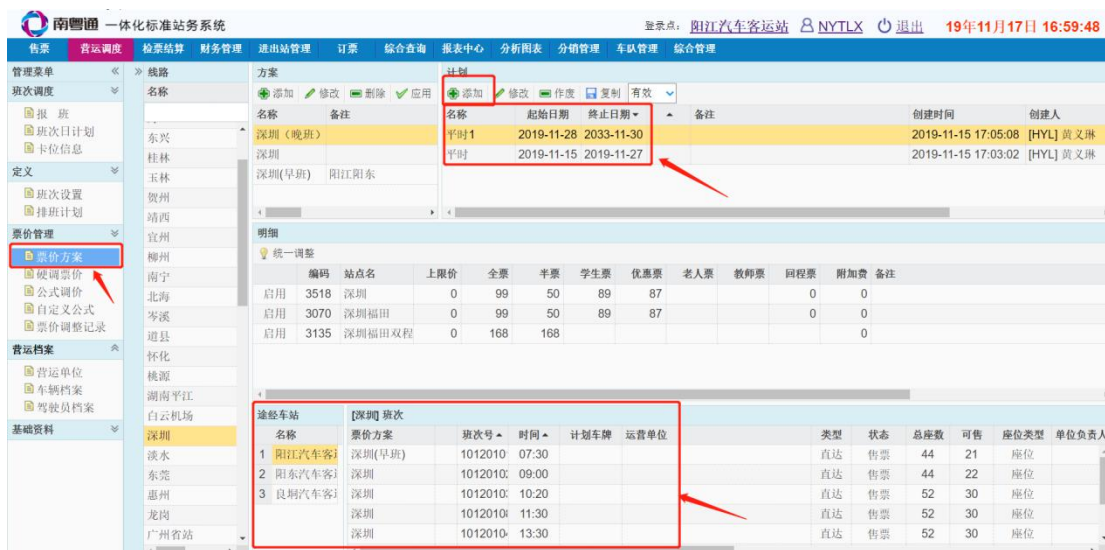 南粤通 一体化标准站务系统 登录点: 阳江汽车客运站 NYTLX 退出 19年11月17日 16:59:48
售票 营运调度 检票结算 财务管理 进出站管理 订票 综合查询 报表中心 分析图表 分销管理 车队管理 综合管理
管理菜单
班次调度
报 班
班次日计划
卡位信息
定义
班次设置
排班计划
票价管理
票价方案
硬调票价
公式调价
自定义公式
票价调整记录
营运档案
营运单位
车辆档案
驾驶员档案
基础资料
线路
名称
东兴
桂林
玉林
贺州
靖西
宜州
柳州
南宁
北海
岑溪
道县
怀化
桃源
湖南平江
白云机场
深圳
淡水
东莞
惠州
龙岗
广州省站
方案
添加 修改 删除 应用
名称 备注
深圳（晚班）
深圳
深圳(早班) 阳江阳东
计划
添加 修改 作废 复制 有效
名称 起始日期 终止日期 备注 创建时间 创建人
平时1 2019-11-28 2033-11-30 2019-11-15 17:05:08 [HYL] 黄义琳
平时 2019-11-15 2019-11-27 2019-11-15 17:03:02 [HYL] 黄义琳
明细
统一调整
编码 站点名 上限价 全票 半票 学生票 优惠票 老人票 教师票 回程票 附加费 备注
启用 3518 深圳 0 99 50 89 87 0 0
启用 3070 深圳福田 0 99 50 89 87 0 0
启用 3135 深圳福田双程 0 168 168 0
途经车站
名称
1 阳江汽车客
2 阳东汽车客
3 良垌汽车客
[深圳] 班次
票价方案 班次号 时间 计划车牌 运营单位 类型 状态 总座数 可售 座位类型 单位负责人
深圳(早班) 1012010 07:30 直达 售票 44 21 座位
深圳 1012010 09:00 直达 售票 44 22 座位
深圳 1012010 10:20 直达 售票 52 30 座位
深圳 1012010 11:30 直达 售票 52 30 座位
深圳 1012010 13:30 直达 售票 52 30 座位